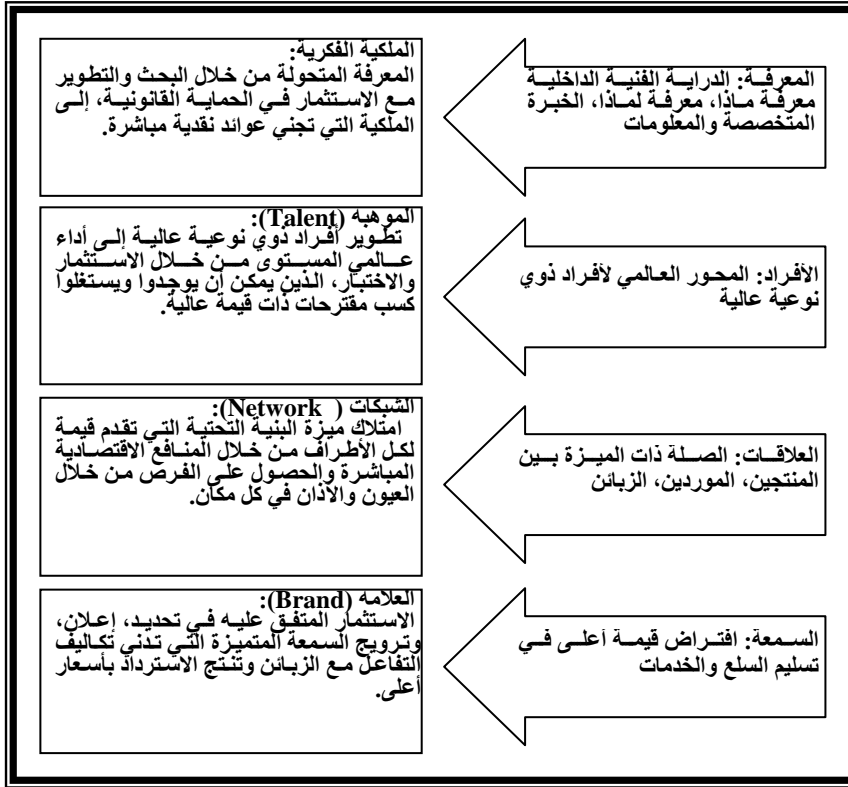 المعرفة: الدراية الفنية الداخلية
معرفة ماذا، معرفة لماذا، الخبرة
المتخصصة والمعلومات
الملكية الفكرية:
المعرفة المتحولة من خلال البحث والتطوير
مع الاستثمار في الحماية القانونية، إلى
الملكية التي تجني عوائد نقدية مباشرة.
الأفراد: المحور العالمي لأفراد ذوي
نوعية عالية
الموهبه (Talent):
تطوير أفراد ذوي نوعية عالية إلى أداء
عالمي المستوى من خلال الاستثمار
والاختبار، الذين يمكن أن يوجدوا ويستغلوا
كسب مقترحات ذات قيمة عالية.
العلاقات: الصلة ذات الميزة بين
المنتجين، الموردين، الزبائن
الشبكات ( Network):
امتلاك ميزة البنية التحتية التي تقدم قيمة
لكل الأطراف من خلال المنافع الاقتصادية
المباشرة والحصول على الفرص من خلال
العيون والآذان في كل مكان.
السمعة: افتراض قيمة أعلى في
تسليم السلع والخدمات
العلامه (Brand):
الاستثمار المتفق عليه في تحديد، إعلان،
وترويج السمعة المتميزة التي تدني تكاليف
التفاعل مع الزبائن وتنتج الاسترداد بأسعار
أعلى.